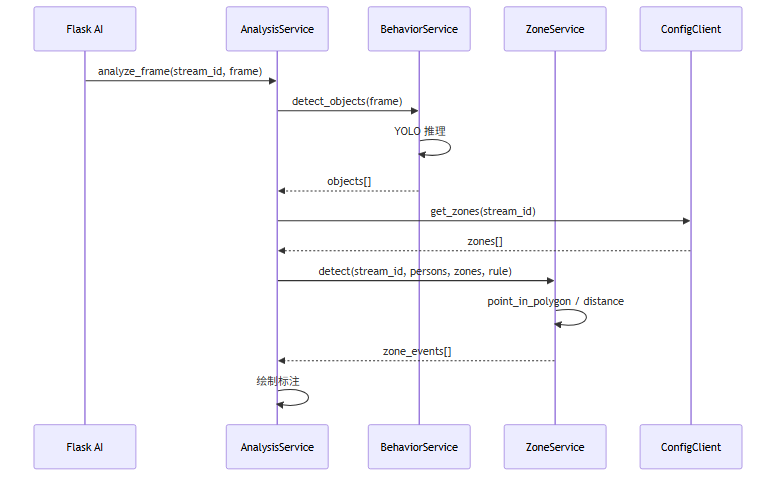 Flask AI
AnalysisService
BehaviorService
ZoneService
ConfigClient
analyze_frame(stream_id, frame)
detect_objects(frame)
YOLO 推理
objects[]
get_zones(stream_id)
zones[]
detect(stream_id, persons, zones, rule)
point_in_polygon / distance
zone_events[]
绘制标注
Flask AI
AnalysisService
BehaviorService
ZoneService
ConfigClient